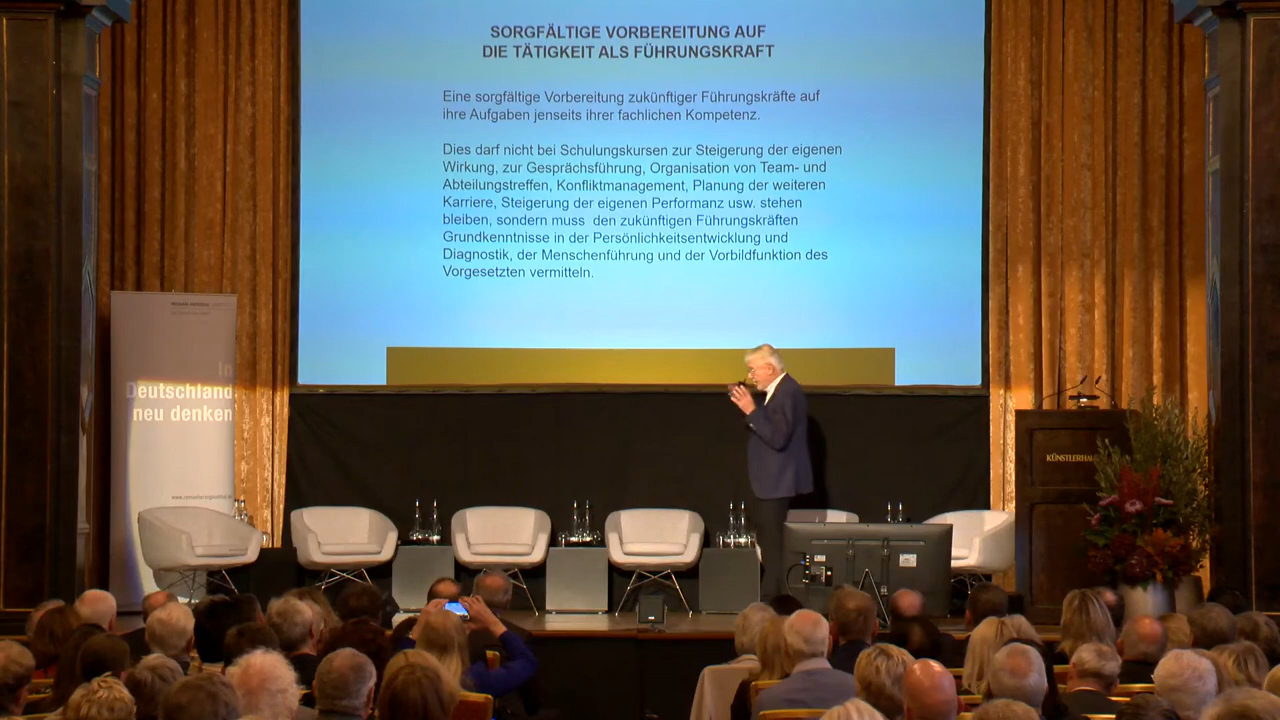 SORGFÄLTIGE VORBEREITUNG AUF
DIE TÄTIGKEIT ALS FÜHRUNGSKRAFT
Eine sorgfältige Vorbereitung zukünftiger Führungskräfte auf
ihre Aufgaben jenseits ihrer fachlichen Kompetenz.
Dies darf nicht bei Schulungskursen zur Steigerung der eigenen
Wirkung, zur Gesprächsführung, Organisation von Team- und
Abteilungstreffen, Konfliktmanagement, Planung der weiteren
Karriere, Steigerung der eigenen Performanz usw. stehen
bleiben, sondern muss den zukünftigen Führungskräften
Grundkenntnisse in der Persönlichkeitsentwicklung und
Diagnostik, der Menschenführung und der Vorbildfunktion des
Vorgesetzten vermitteln.
In
Deutschland
neu denken
KÜNSTLERHAU